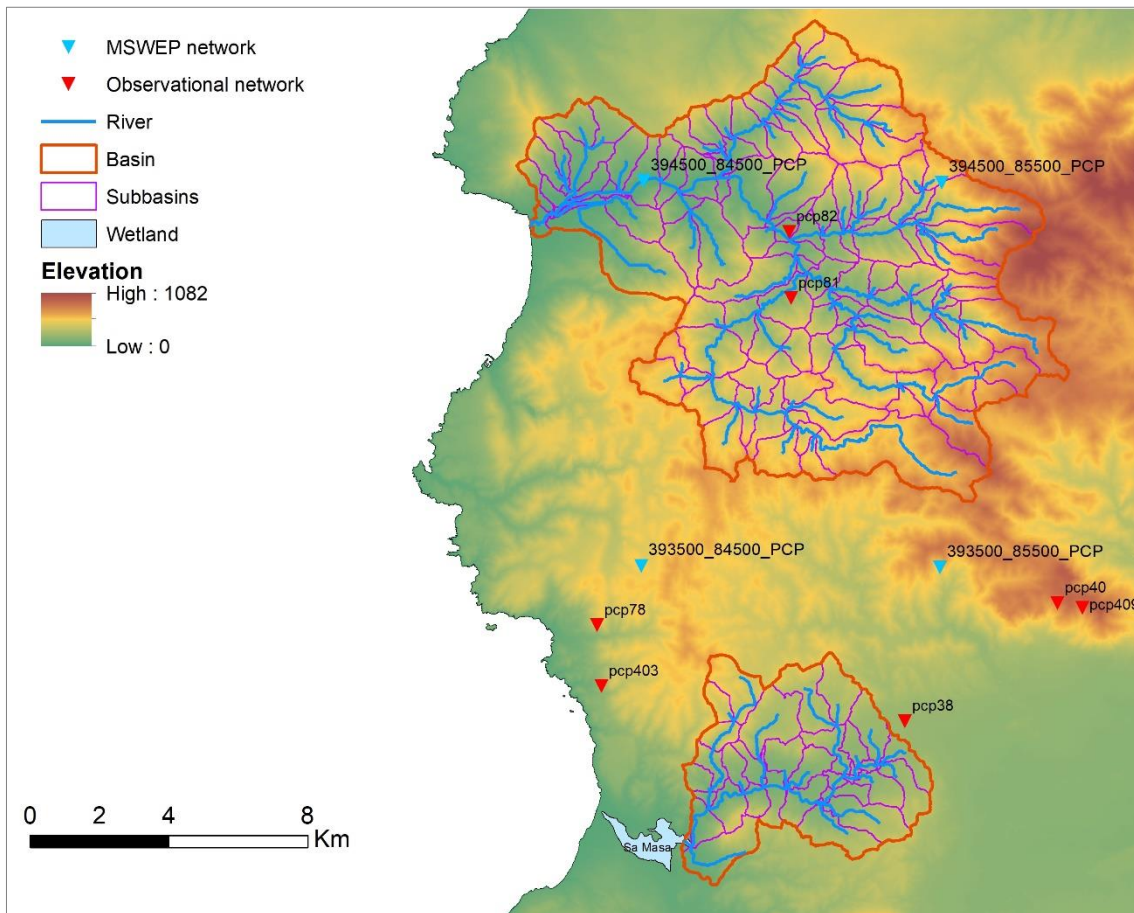 MSWEP network
Observational network
River
Basin
Subbasins
Wetland
Elevation
High : 1082
Low : 0
394500_84500_PCP
394500_85500_PCP
pcp82
pcp81
393500_84500_PCP
393500_85500_PCP
pcp40
pcp409
pcp78
pcp403
pcp38
Sa Masa
0 4 8
Km